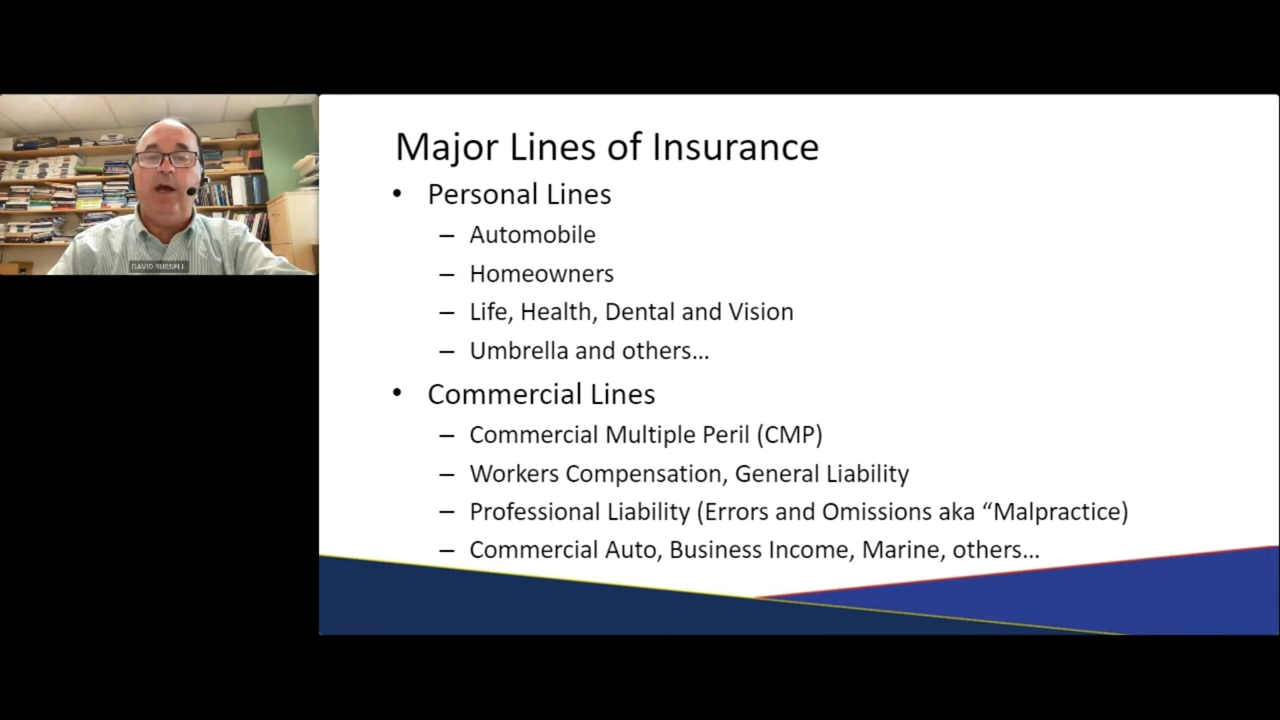 DAVID RUSSELL
Major Lines of Insurance
• Personal Lines
– Automobile
– Homeowners
– Life, Health, Dental and Vision
– Umbrella and others…
• Commercial Lines
– Commercial Multiple Peril (CMP)
– Workers Compensation, General Liability
– Professional Liability (Errors and Omissions aka “Malpractice)
– Commercial Auto, Business Income, Marine, others…